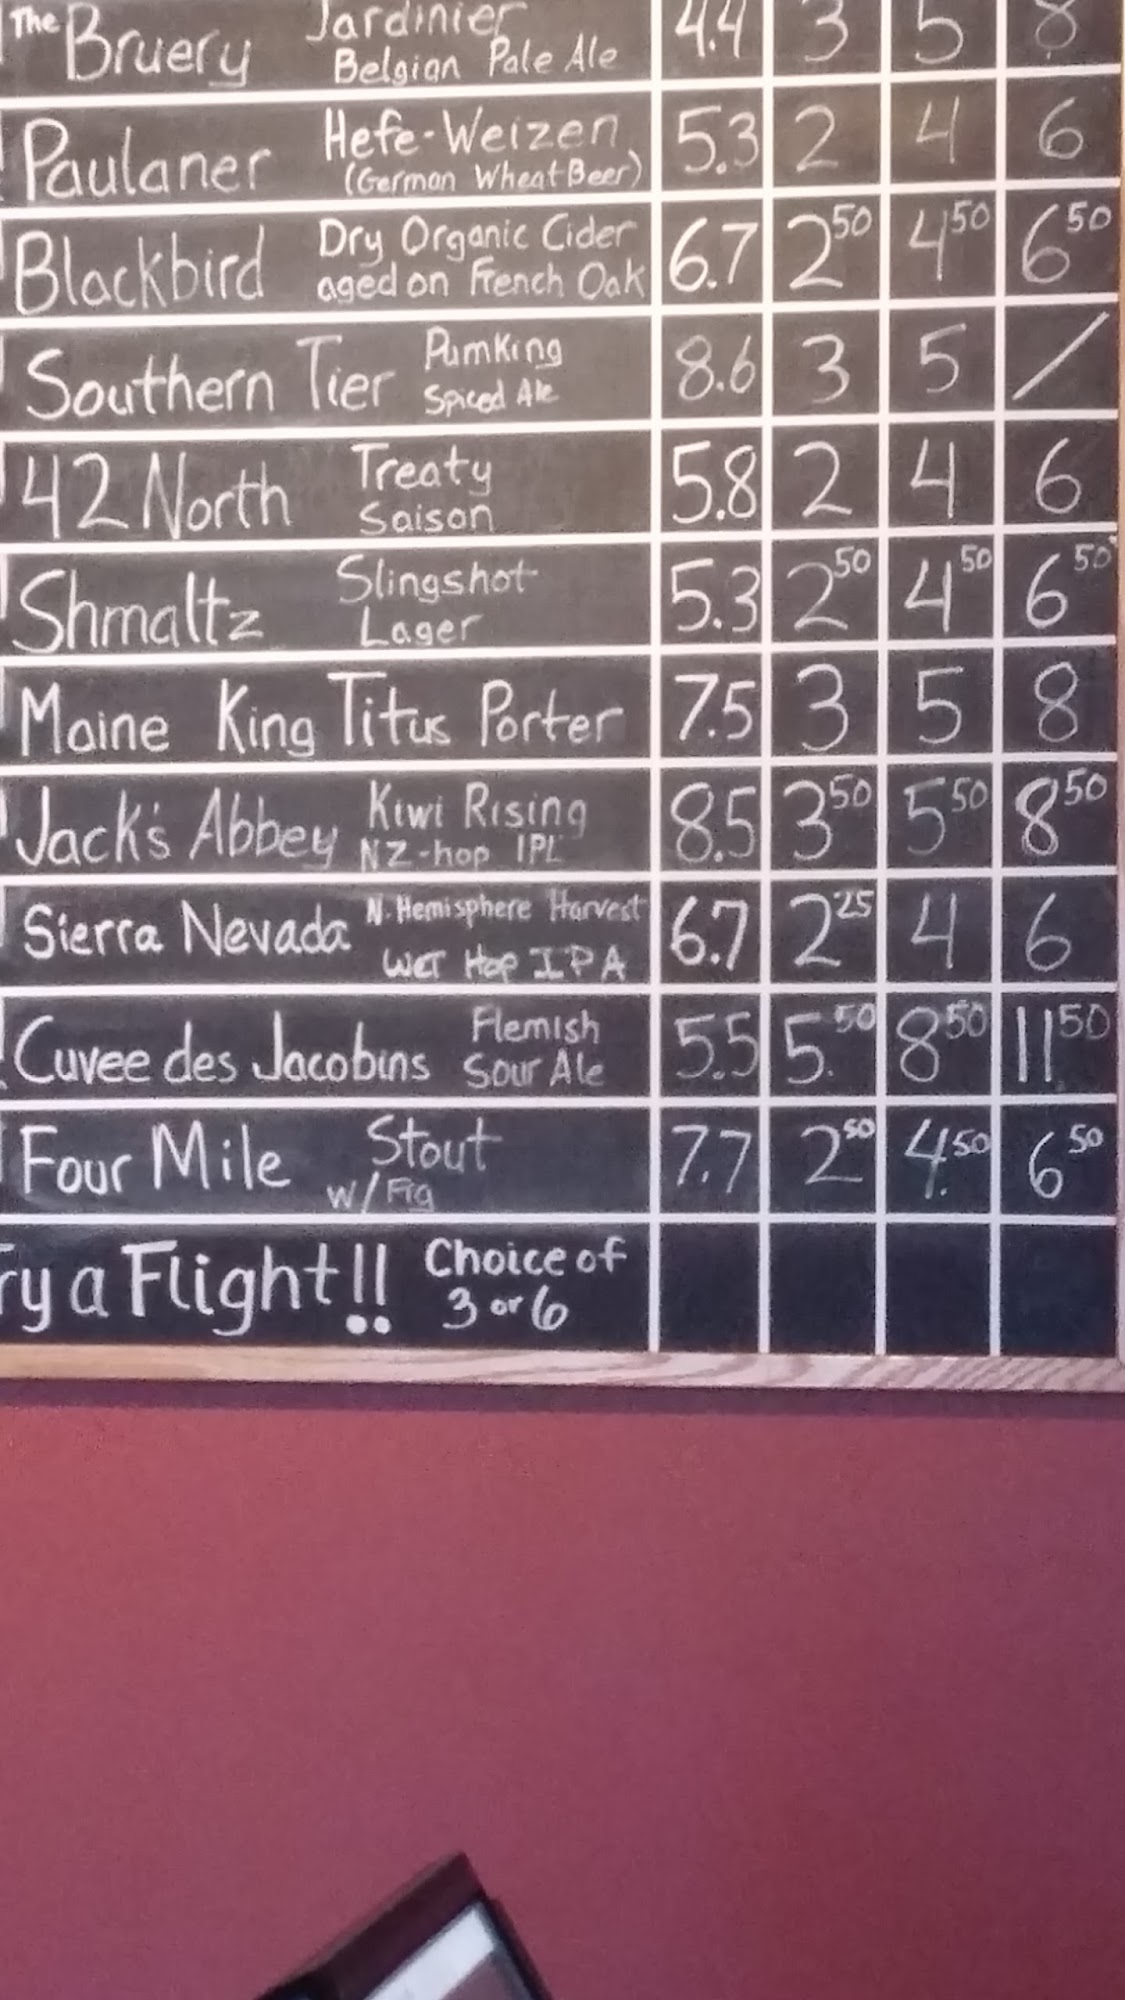 The Bruery Jardinier Belgian Pale Ale 4.4 3 5 8
Paulaner Hefe-Weizen (German Wheat Beer) 5.3 2 4 6
Blackbird Dry Organic Cider aged on French Oak 6.7 2 50 4 50 6 50
Southern Tier Pumking Spiced Ale 8.6 3 5 /
42 North Treaty Saison 5.8 2 4 6
Shmaltz Slingshot Lager 5.3 2 50 4 50 6 50
Maine King Titus Porter 7.5 3 5 8
Jack's Abbey Kiwi Rising NZ-hop IPL 8.5 3 50 5 50 8 50
Sierra Nevada N. Hemisphere Harvest Wet Hop IPA 6.7 2 25 4 6
Cuvee des Jacobins Flemish Sour Ale 5.5 5.50 8 50 11 50
Four Mile Stout w/ Fig 7.7 2 50 4.50 6 50
ry a Flight!! Choice of 3 or 6